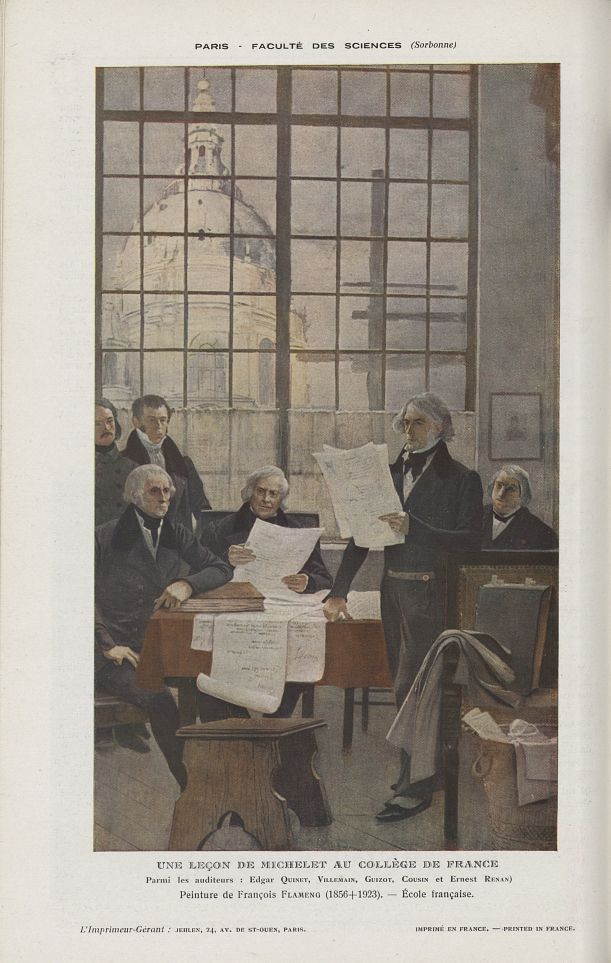 PARIS - FACULTÉ DES SCIENCES (Sorbonne)
UNE LEÇON DE MICHELET AU COLLÈGE DE FRANCE
Parmi les auditeurs : Edgar QUINET, VILLEMAIN, GUIZOT, COUSIN et Ernest RENAN)
Peinture de François FLAMENG (1856+1923). — École française.
L'Imprimeur-Gérant : JEHLEN, 24, AV. DE ST-OUEN, PARIS.
IMPRIMÉ EN FRANCE. — PRINTED IN FRANCE.